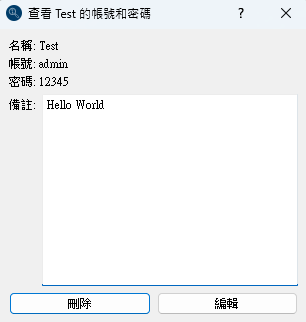 查看 Test 的帳號和密碼
?
名稱: Test
帳號: admin
密碼: 12345
備註:
Hello World
刪除
編輯